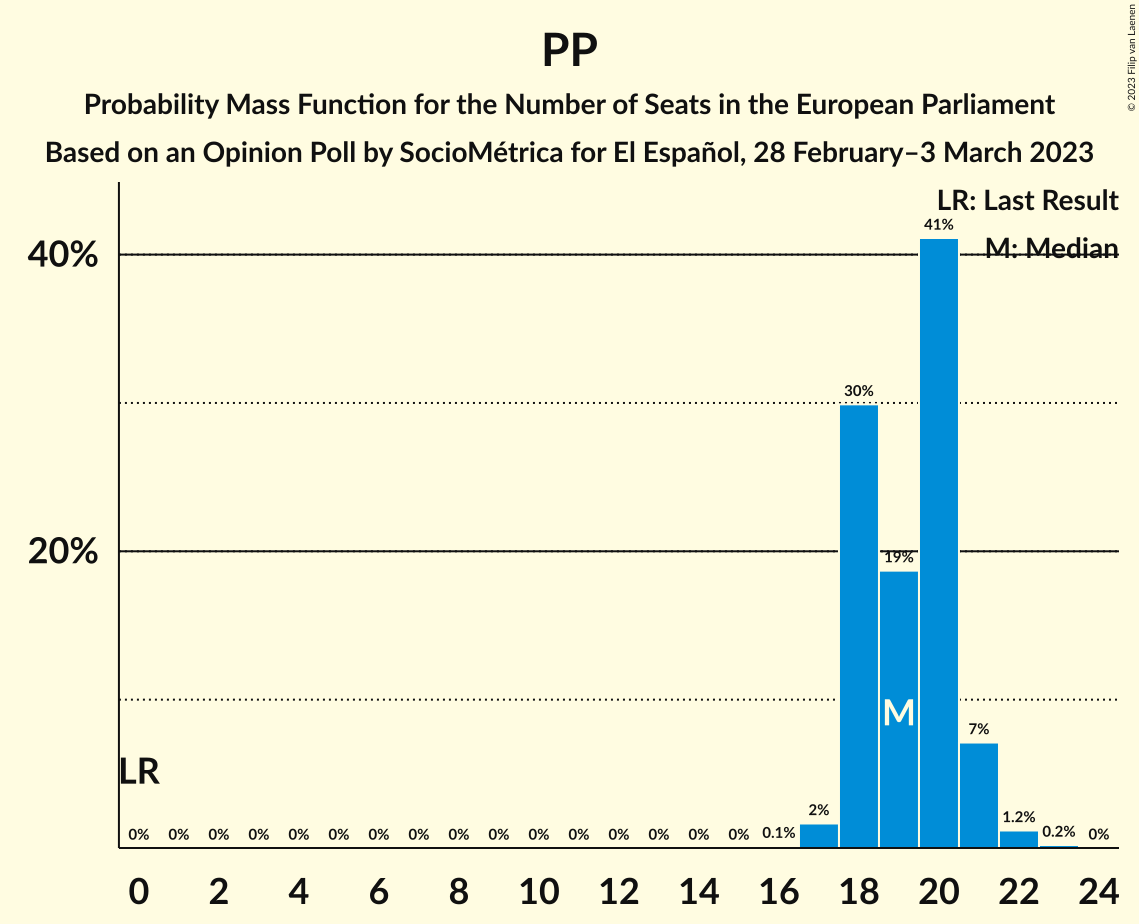 PP
Probability Mass Function for the Number of Seats in the European Parliament
Based on an Opinion Poll by SocioMétrica for El Español, 28 February–3 March 2023
© 2023 Filip van Laenen
LR: Last Result
M: Median
41%
40%
30%
20%
19%
M
7%
LR
0% 0% 0% 0% 0% 0% 0% 0% 0% 0% 0% 0% 0% 0% 0% 0% 0.1% 2% 1.2% 0.2% 0%
0 2 4 6 8 10 12 14 16 18 20 22 24